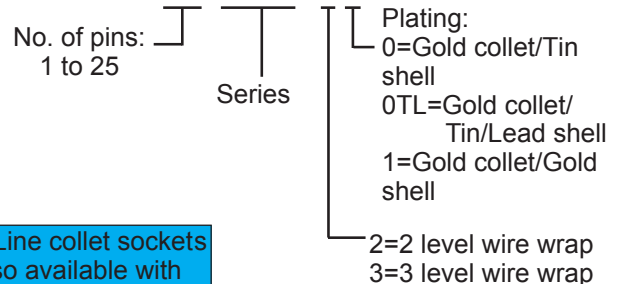 No. of pins:
1 to 25
Series
Plating:
0=Gold collet/Tin
shell
0TL=Gold collet/
Tin/Lead shell
1=Gold collet/Gold
shell
2=2 level wire wrap
3=3 level wire wrap
Line collet sockets
available with